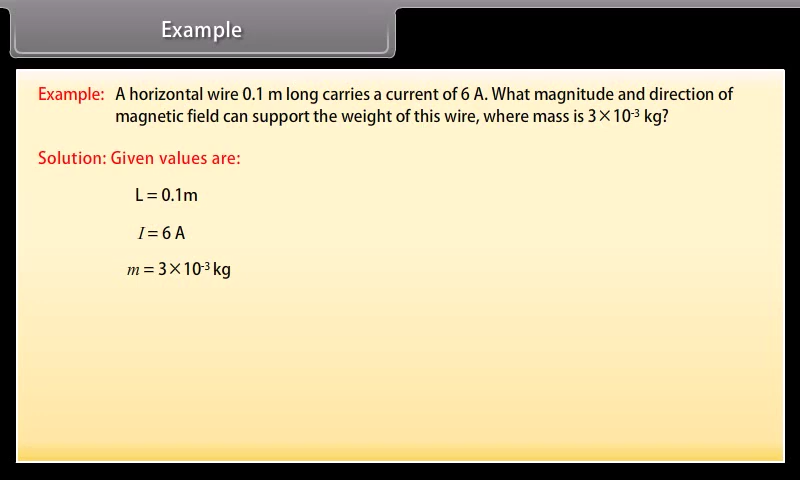 Example
Example: A horizontal wire 0.1 m long carries a current of 6 A. What magnitude and direction of
magnetic field can support the weight of this wire, where mass is 3×10⁻³ kg?
Solution: Given values are:
L = 0.1m
I = 6 A
m = 3×10⁻³ kg